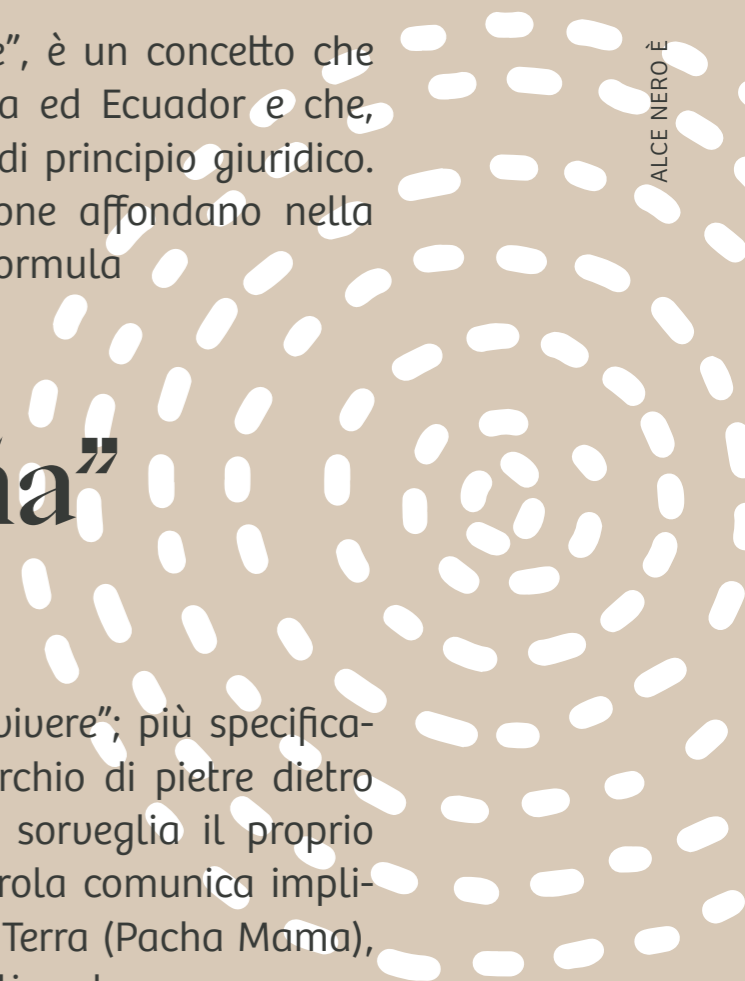 e”, è un concetto che
a ed Ecuador e che,
di principio giuridico.
one affondano nella
ormula
a”
vivere”; più specifica-
rchio di pietre dietro
sorveglia il proprio
rola comunica impli-
Terra (Pacha Mama),
ALCE NERO È